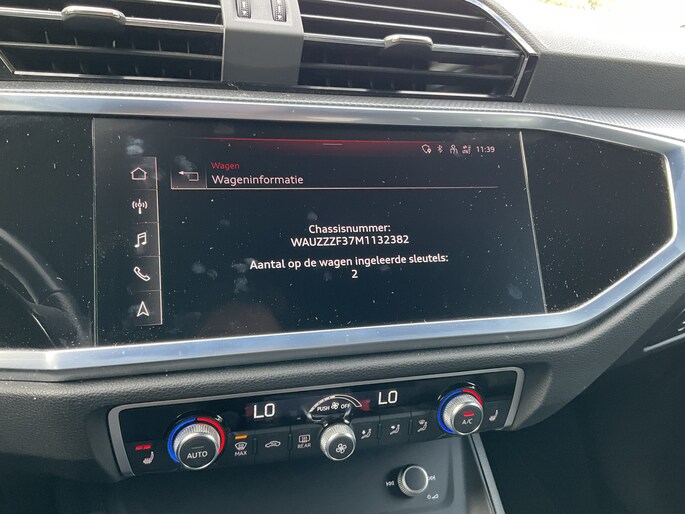 11:39
Wagen
Wageninformatie
Chassisnummer:
WAUZZZF37M1132382
Aantal op de wagen ingeleerde sleutels:
2
LO
PUSH OFF
LO
AUTO
MAX
REAR
A/C